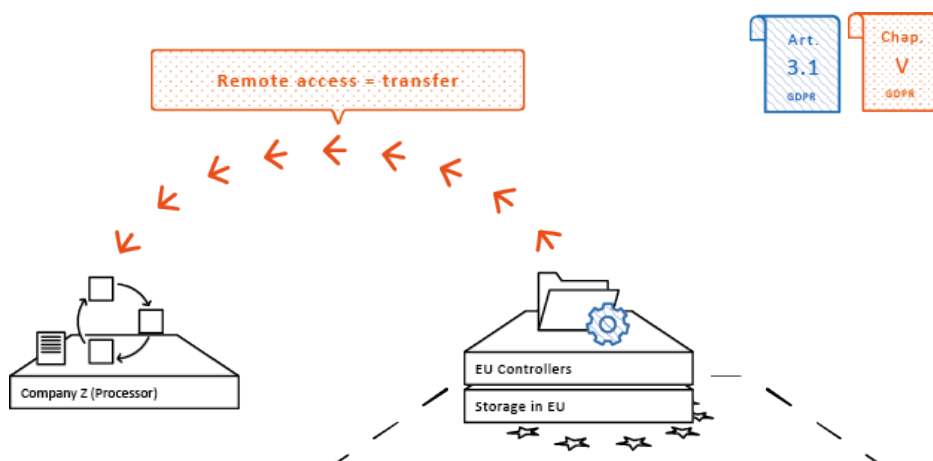 Remote access = transfer
Art.
3.1
GDPR
Chap.
V
GDPR
Company Z (Processor)
EU Controllers
Storage in EU